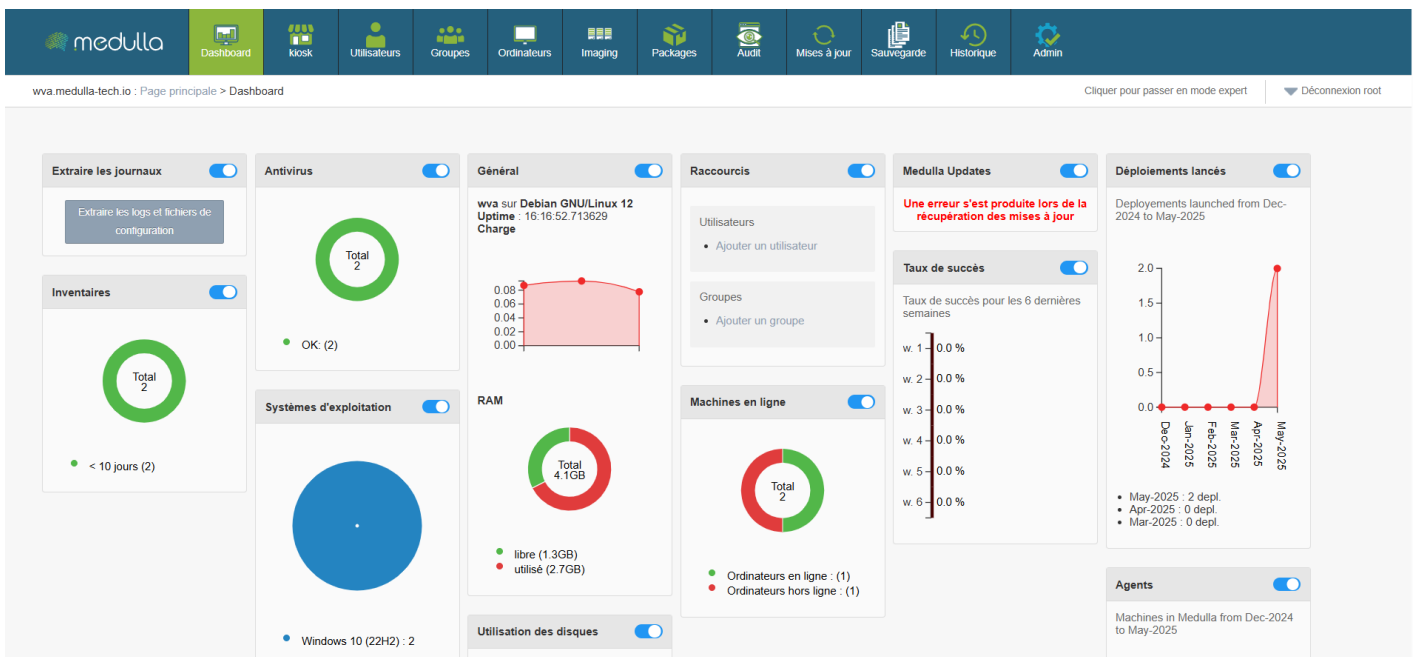 medulla
Dashboard
kiosk
Utilisateurs
Groupes
Ordinateurs
Imaging
Packages
Audit
Mises à jour
Sauvegarde
Historique
Admin
wva.medulla-tech.io : Page principale > Dashboard
Cliquer pour passer en mode expert
Déconnexion root
Extraire les journaux
Extraire les logs et fichiers de
configuration
Inventaires
Total
2
< 10 jours (2)
Antivirus
Total
2
OK: (2)
Systèmes d'exploitation
Windows 10 (22H2) : 2
Général
wva sur Debian GNU/Linux 12
Uptime : 16:16:52.713629
Charge
0.08
0.06
0.04
0.02
0.00
RAM
Total
4.1GB
libre (1.3GB)
utilisé (2.7GB)
Utilisation des disques
Raccourcis
Utilisateurs
Ajouter un utilisateur
Groupes
Ajouter un groupe
Machines en ligne
Total
2
Ordinateurs en ligne : (1)
Ordinateurs hors ligne : (1)
Medulla Updates
Une erreur s'est produite lors de la
récupération des mises à jour
Taux de succès
Taux de succès pour les 6 dernières
semaines
w. 1 0.0 %
w. 2 0.0 %
w. 3 0.0 %
w. 4 0.0 %
w. 5 0.0 %
w. 6 0.0 %
Déploiements lancés
Deployements launched from Dec-
2024 to May-2025
2.0
1.5
1.0
0.5
0.0
Dec-2024
Jan-2025
Feb-2025
Mar-2025
Apr-2025
May-2025
May-2025 : 2 depl.
Apr-2025 : 0 depl.
Mar-2025 : 0 depl.
Agents
Machines in Medulla from Dec-2024
to May-2025